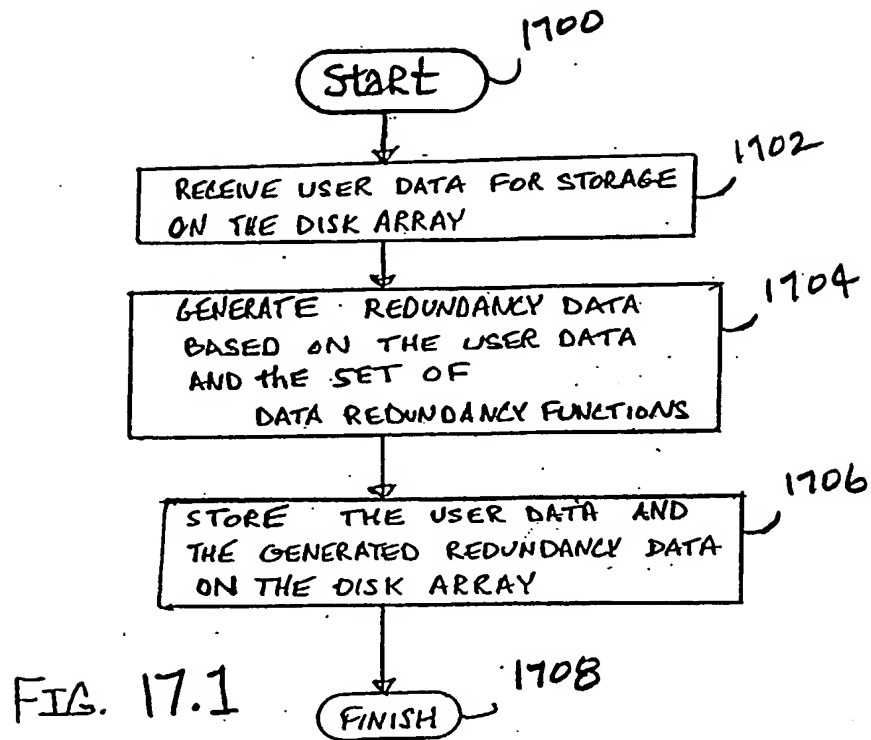 1700
Start
1702
RECEIVE USER DATA FOR STORAGE
ON THE DISK ARRAY
1704
GENERATE REDUNDANCY DATA
BASED ON THE USER DATA
AND the SET OF
DATA REDUNDANCY FUNCTIONS
1706
STORE THE USER DATA AND
THE GENERATED REDUNDANCY DATA
ON THE DISK ARRAY
1708
FINISH
FIG. 17.1